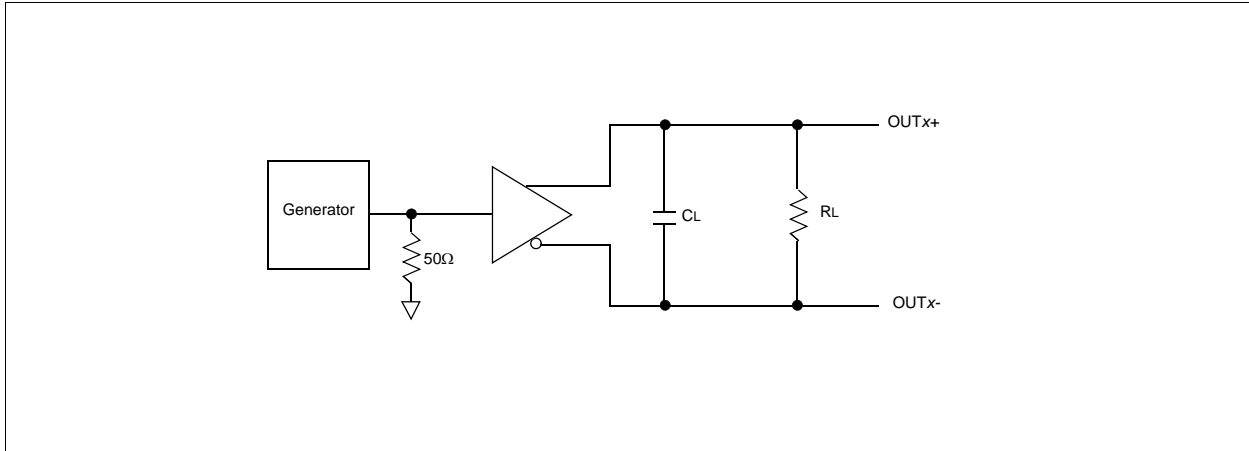 OUTx+
Generator
CL
RL
50Ω
OUTx-